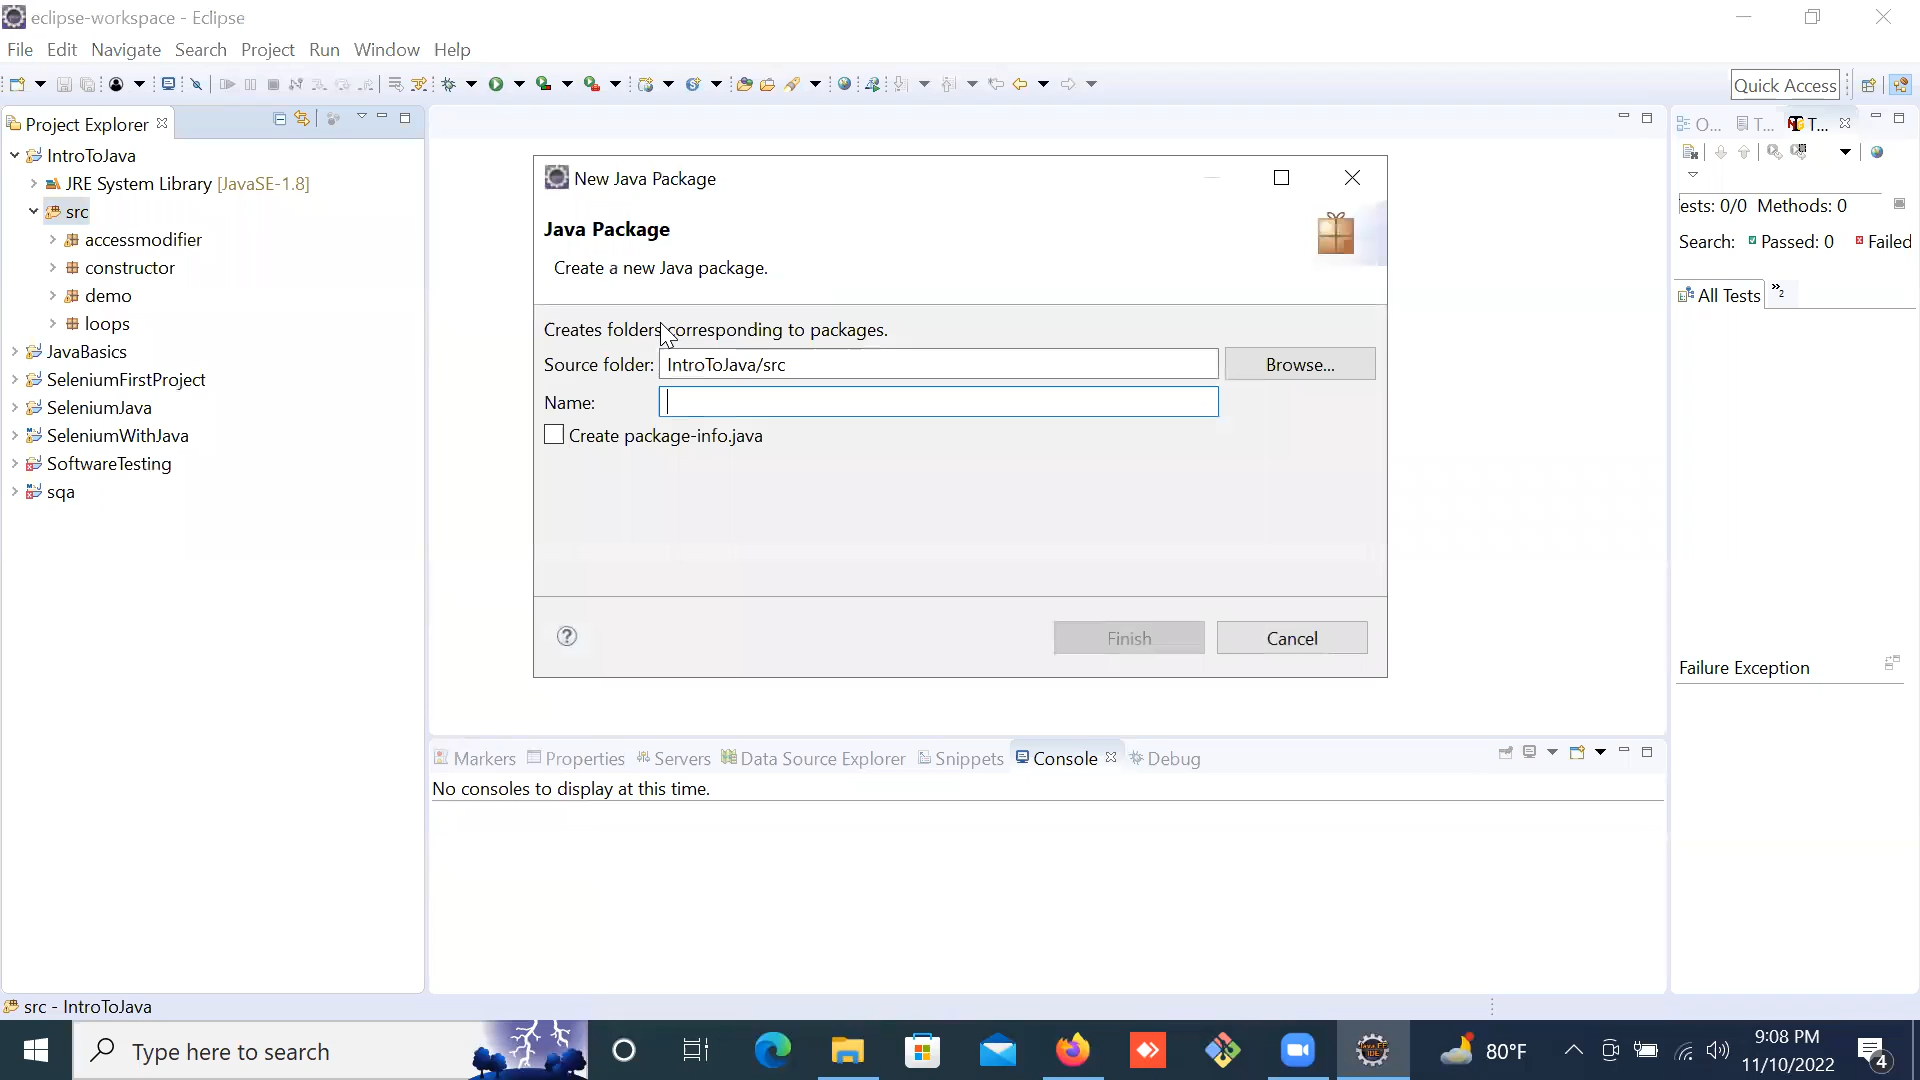 eclipse-workspace - Eclipse
File Edit Navigate Search Project Run Window Help
Quick Access
Project Explorer
IntroToJava
JRE System Library [JavaSE-1.8]
src
accessmodifier
constructor
demo
loops
JavaBasics
SeleniumFirstProject
SeleniumJava
SeleniumWithJava
SoftwareTesting
sqa
New Java Package
Java Package
Create a new Java package.
Creates folders corresponding to packages.
Source folder: IntroToJava/src Browse...
Name:
Create package-info.java
Finish Cancel
O... T... T...
ests: 0/0 Methods: 0
Search: Passed: 0 Failed
All Tests »2
Failure Exception
Markers Properties Servers Data Source Explorer Snippets Console Debug
No consoles to display at this time.
src - IntroToJava
Type here to search
80°F
9:08 PM
11/10/2022
4